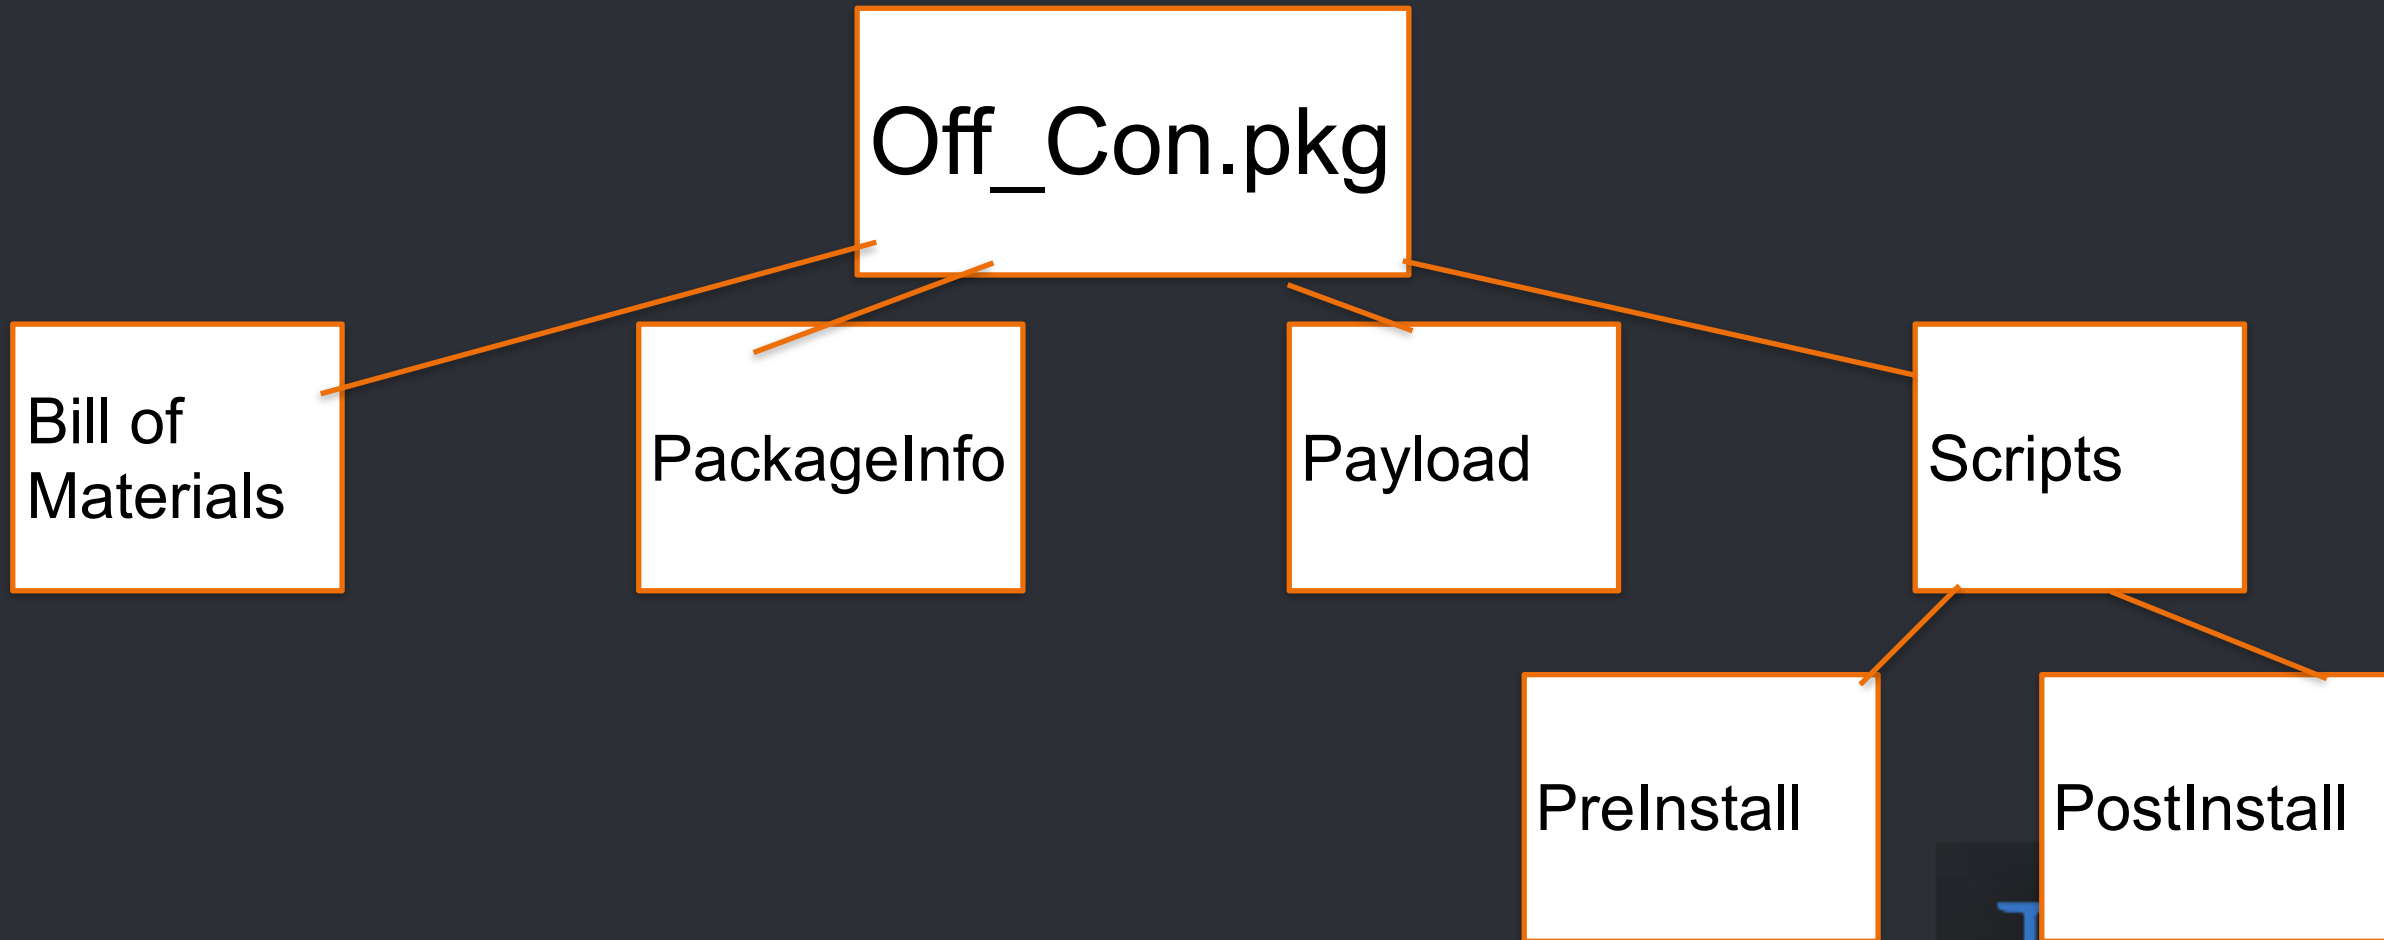 Off_Con.pkg
Bill of
Materials
PackageInfo
Payload
Scripts
PreInstall
PostInstall